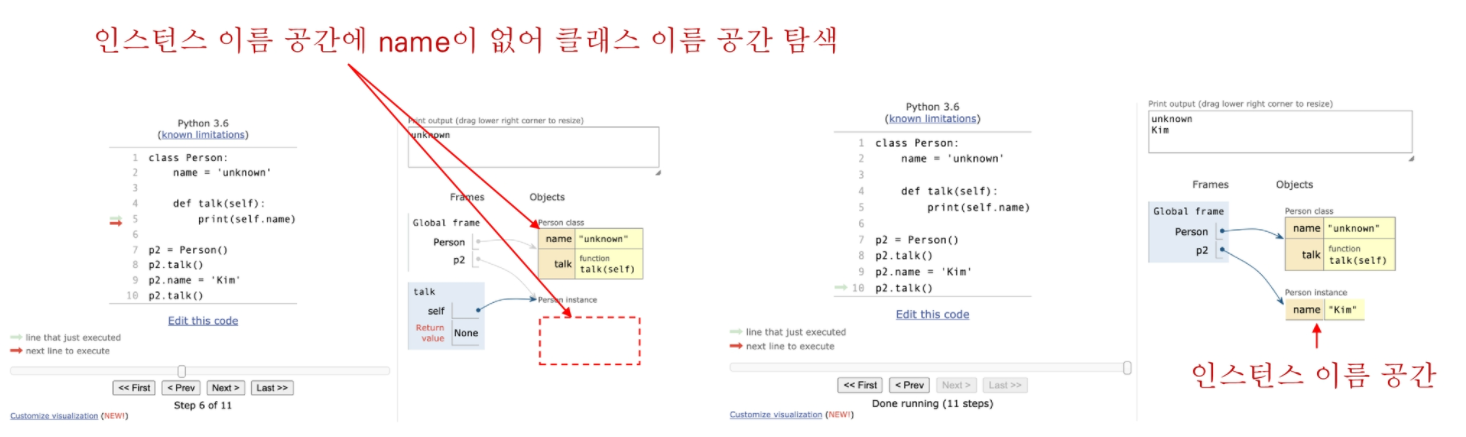 인스턴스 이름 공간에 name이 없어 클래스 이름 공간 탐색
Python 3.6
(known limitations)
1 class Person:
2 name = 'unknown'
3
4 def talk(self):
5 print(self.name)
6
7 p2 = Person()
8 p2.talk()
9 p2.name = 'Kim'
10 p2.talk()
Edit this code
line that just executed
next line to execute
<< First
< Prev
Next >
Last >>
Step 6 of 11
Customize visualization (NEW!)
Print output (drag lower right corner to resize)
unknown
Frames
Objects
Global frame
Person
p2
Person class
name "unknown"
talk
function
talk(self)
talk
self
Return
value
None
Person instance
Python 3.6
(known limitations)
1 class Person:
2 name = 'unknown'
3
4 def talk(self):
5 print(self.name)
6
7 p2 = Person()
8 p2.talk()
9 p2.name = 'Kim'
10 p2.talk()
Edit this code
line that just executed
next line to execute
<< First
< Prev
Next >
Last >>
Done running (11 steps)
Customize visualization (NEW!)
Print output (drag lower right corner to resize)
unknown
Kim
Frames
Objects
Global frame
Person
p2
Person class
name "unknown"
talk
function
talk(self)
Person instance
name "Kim"
인스턴스 이름 공간